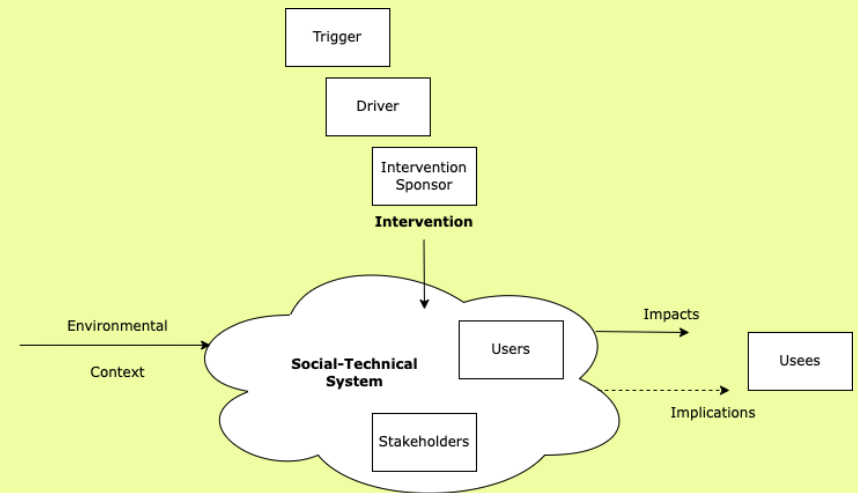 Trigger
Driver
Intervention
Sponsor
Intervention
Environmental
Context
Social-Technical
System
Users
Stakeholders
Impacts
Implications
Usees